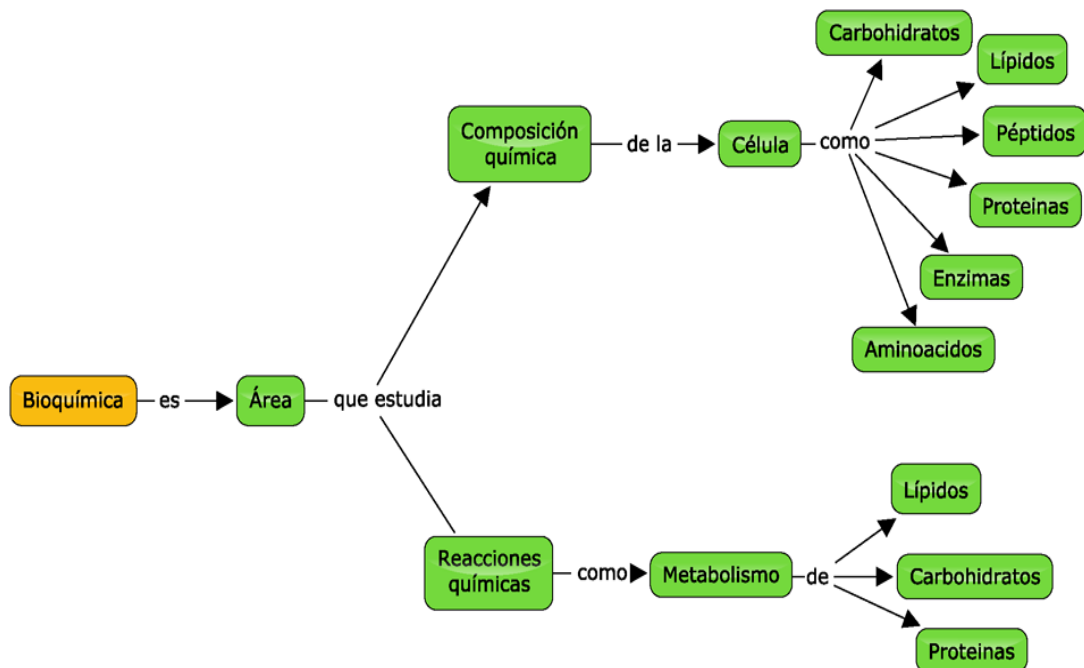 Bioquímica
es
Área
que estudia
Composición
química
de la
Célula
como
Carbohidratos
Lípidos
Péptidos
Proteinas
Enzimas
Aminoacidos
Reacciones
químicas
como
Metabolismo
de
Lípidos
Carbohidratos
Proteinas